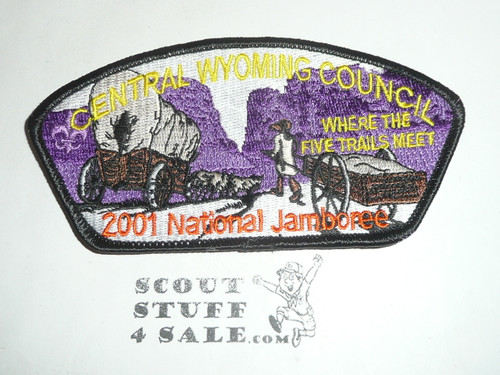 CENTRAL WYOMING COUNCIL
WHERE THE
FIVE TRAILS MEET
2001 National Jamboree
SCOUT
STUFF
4 SALE.COM